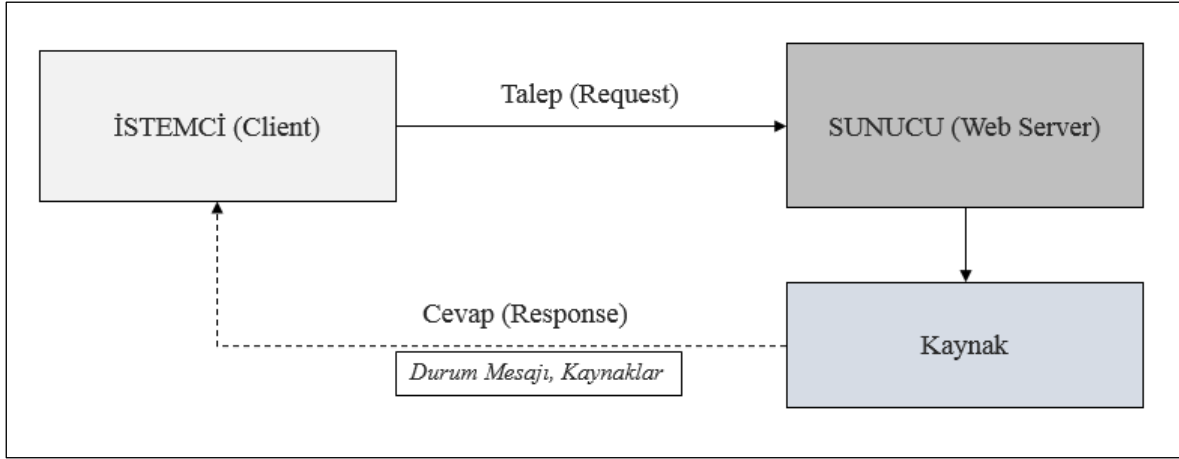 İSTEMCİ (Client)
Talep (Request)
SUNUCU (Web Server)
Cevap (Response)
Durum Mesajı, Kaynaklar
Kaynak